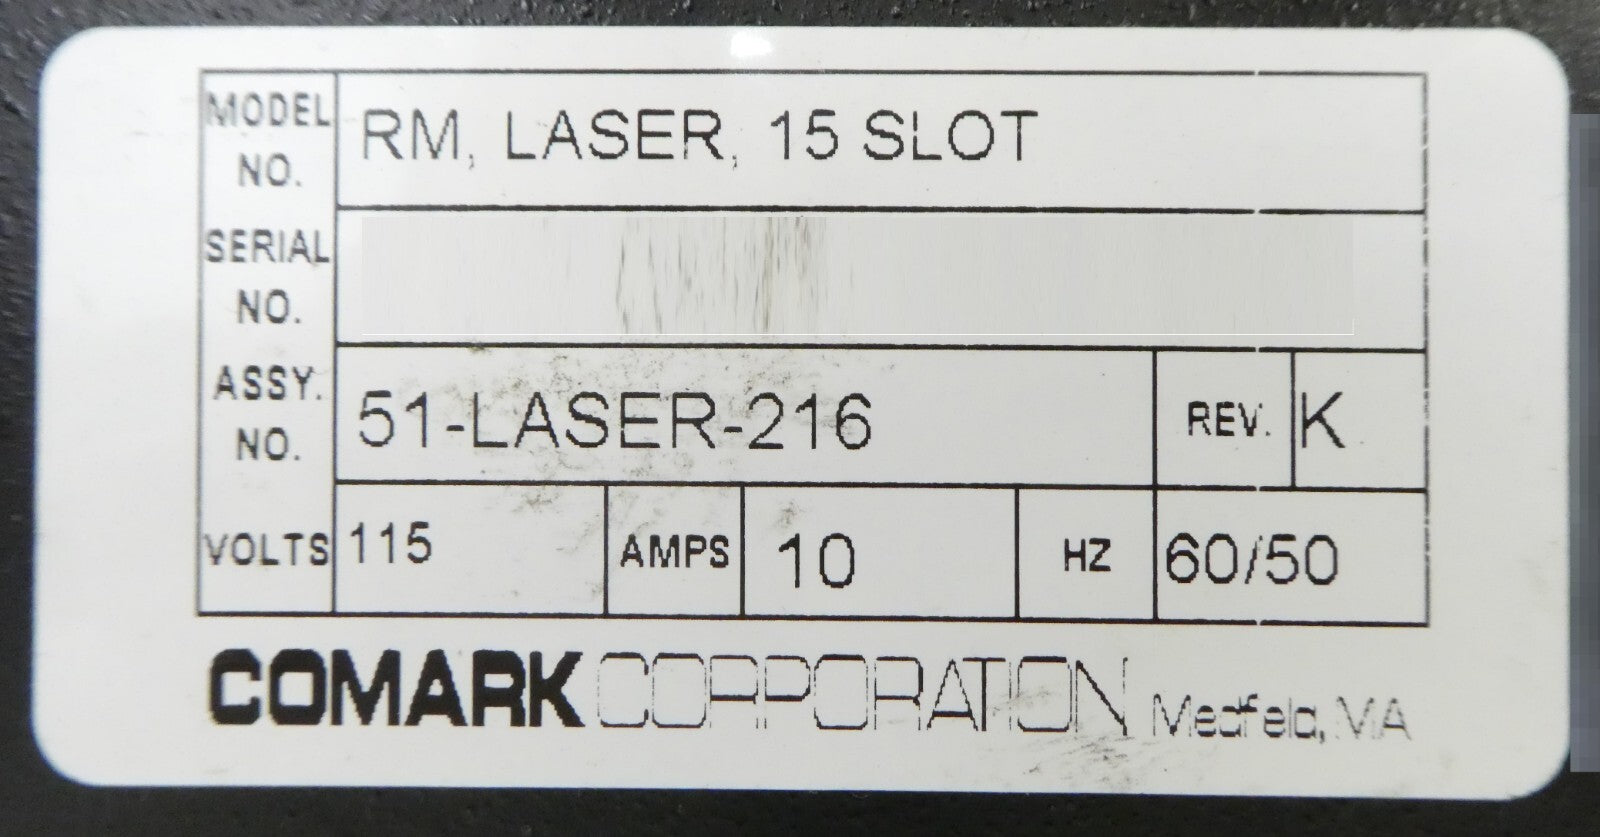 MODEL NO. RM, LASER, 15 SLOT
SERIAL NO.
ASSY. NO. 51-LASER-216 REV. K
VOLTS 115 AMPS 10 HZ 60/50
COMARK CORPORATION Medfield, MA